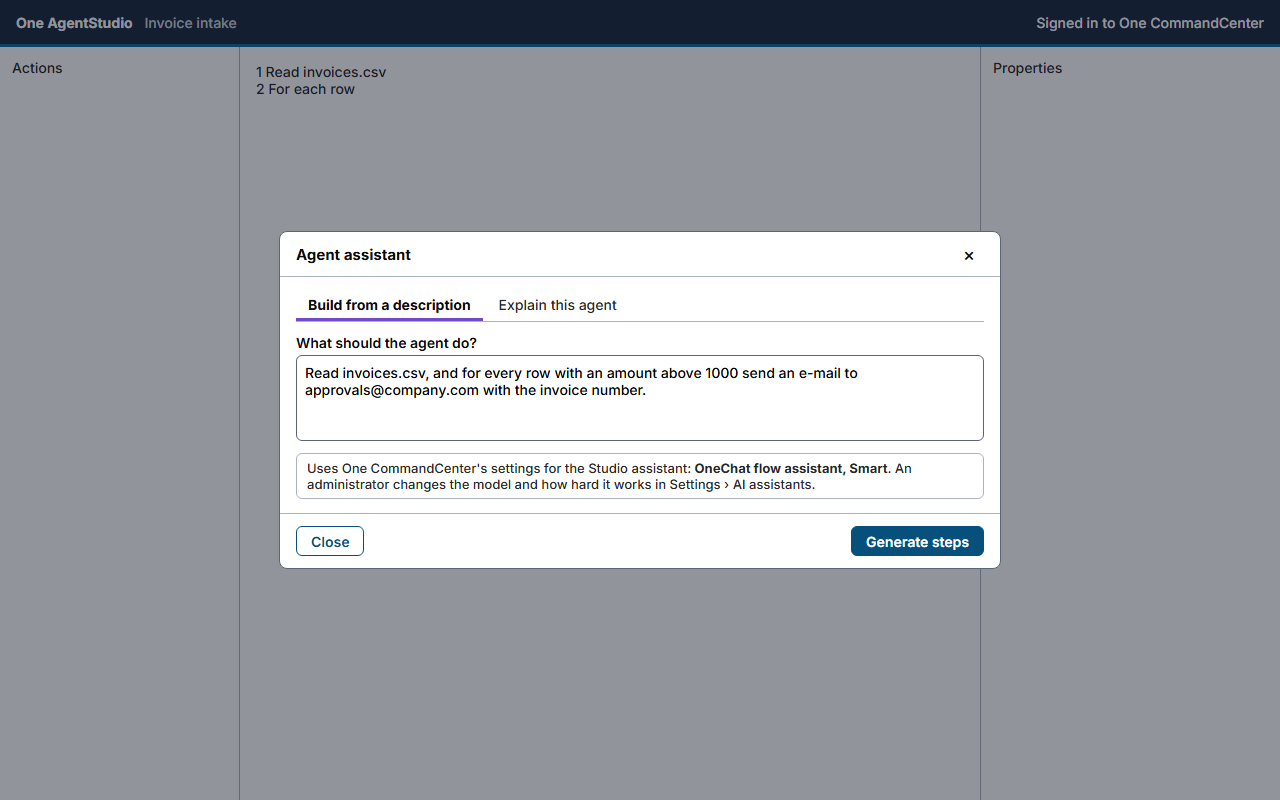 One AgentStudio Invoice intake Signed in to One CommandCenter
Actions
1 Read invoices.csv
2 For each row
Properties
Agent assistant ×
Build from a description Explain this agent
What should the agent do?
Read invoices.csv, and for every row with an amount above 1000 send an e-mail to
approvals@company.com with the invoice number.
Uses One CommandCenter's settings for the Studio assistant: OneChat flow assistant, Smart. An
administrator changes the model and how hard it works in Settings › AI assistants.
Close Generate steps